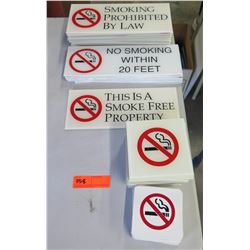 SMOKING
PROHIBITED
BY LAW
NO SMOKING
WITHIN
20 FEET
THIS IS A
SMOKE FREE
PROPERTY